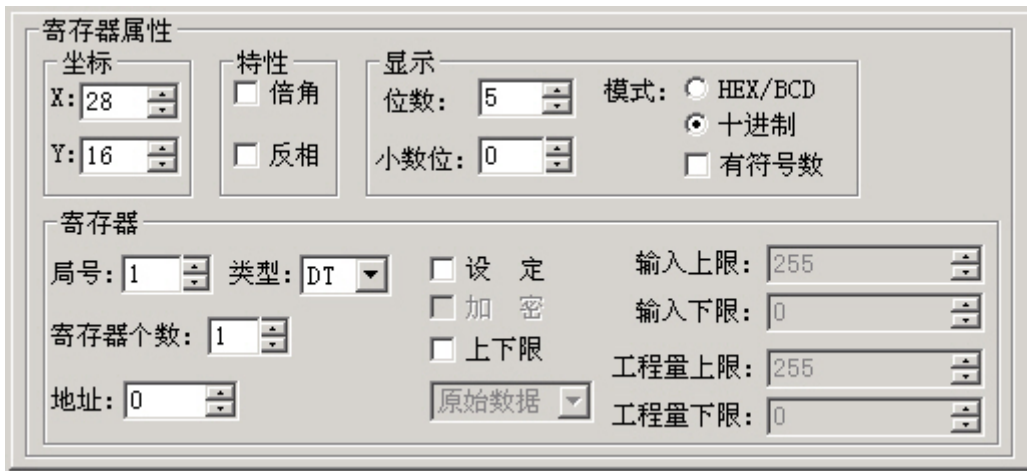 寄存器属性
坐标
X: 28
Y: 16
特性
倍角
反相
显示
位数: 5
小数位: 0
模式: HEX/BCD
十进制
有符号数
寄存器
局号: 1 类型: DT
寄存器个数: 1
地址: 0
设 定
加 密
上下限
原始数据
输入上限: 255
输入下限: 0
工程量上限: 255
工程量下限: 0